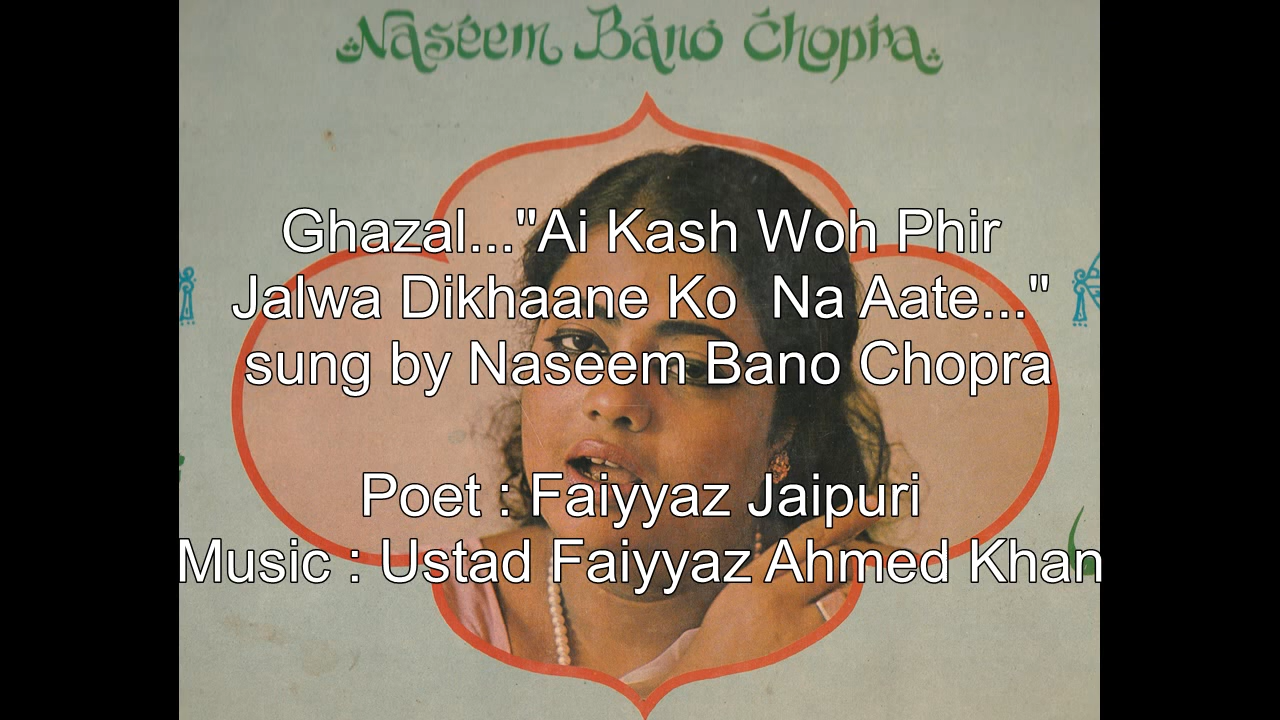 Naseem Bano Chopra
Ghazal..."Ai Kash Woh Phir
Jalwa Dikhaane Ko  Na Aate..."
sung by Naseem Bano Chopra
Poet : Faiyyaz Jaipuri
Music : Ustad Faiyyaz Ahmed Khan